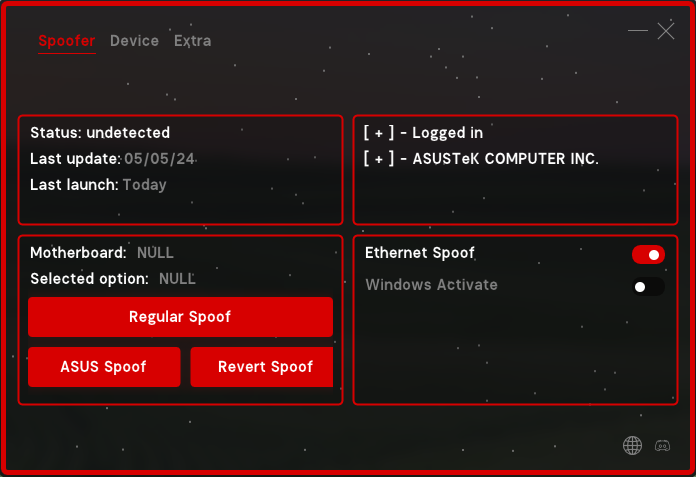 Spoofer Device Extra
Status: undetected
Last update: 05/05/24
Last launch: Today
[ + ] - Logged in
[ + ] - ASUSTeK COMPUTER INC.
Motherboard: NULL
Selected option: NULL
Regular Spoof
ASUS Spoof
Revert Spoof
Ethernet Spoof
Windows Activate